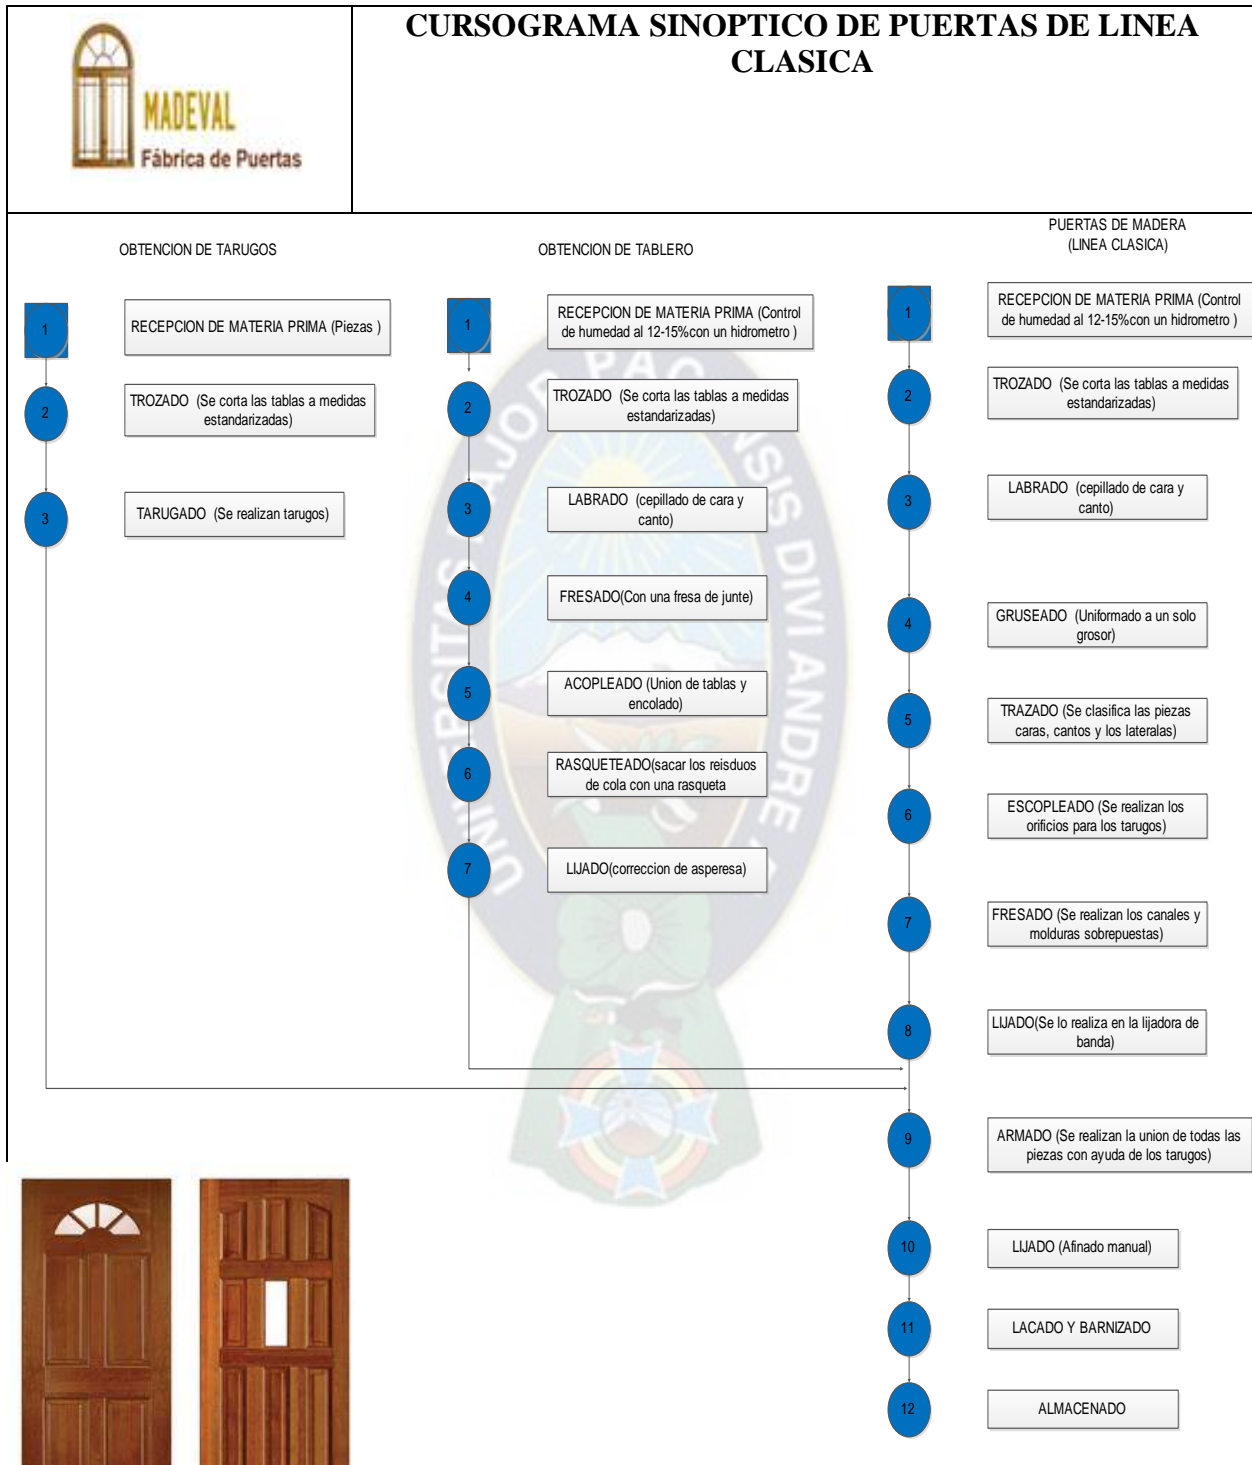 CURSOGRAMA SINOPTICO DE PUERTAS DE LINEA
CLASICA
MADEVAL
Fábrica de Puertas
OBTENCION DE TARUGOS
1
RECEPCION DE MATERIA PRIMA (Piezas )
2
TROZADO (Se corta las tablas a medidas
estandarizadas)
3
TARUGADO (Se realizan tarugos)
OBTENCION DE TABLERO
1
RECEPCION DE MATERIA PRIMA (Control
de humedad al 12-15%con un hidrometro )
2
TROZADO (Se corta las tablas a medidas
estandarizadas)
3
LABRADO (cepillado de cara y
canto)
4
FRESADO(Con una fresa de junte)
5
ACOPLEADO (Union de tablas y
encolado)
6
RASQUETEADO(sacar los reisduos
de cola con una rasqueta
7
LIJADO(correccion de asperesa)
PUERTAS DE MADERA
(LINEA CLASICA)
1
RECEPCION DE MATERIA PRIMA (Control
de humedad al 12-15%con un hidrometro )
2
TROZADO (Se corta las tablas a medidas
estandarizadas)
3
LABRADO (cepillado de cara y
canto)
4
GRUSEADO (Uniformado a un solo
grosor)
5
TRAZADO (Se clasifica las piezas
caras, cantos y los lateralas)
6
ESCOPLEADO (Se realizan los
orificios para los tarugos)
7
FRESADO (Se realizan los canales y
molduras sobrepuestas)
8
LIJADO(Se lo realiza en la lijadora de
banda)
9
ARMADO (Se realizan la union de todas las
piezas con ayuda de los tarugos)
10
LIJADO (Afinado manual)
11
LACADO Y BARNIZADO
12
ALMACENADO
UNIVERSITAS MAJOR PACENSIS DIVI ANDRE